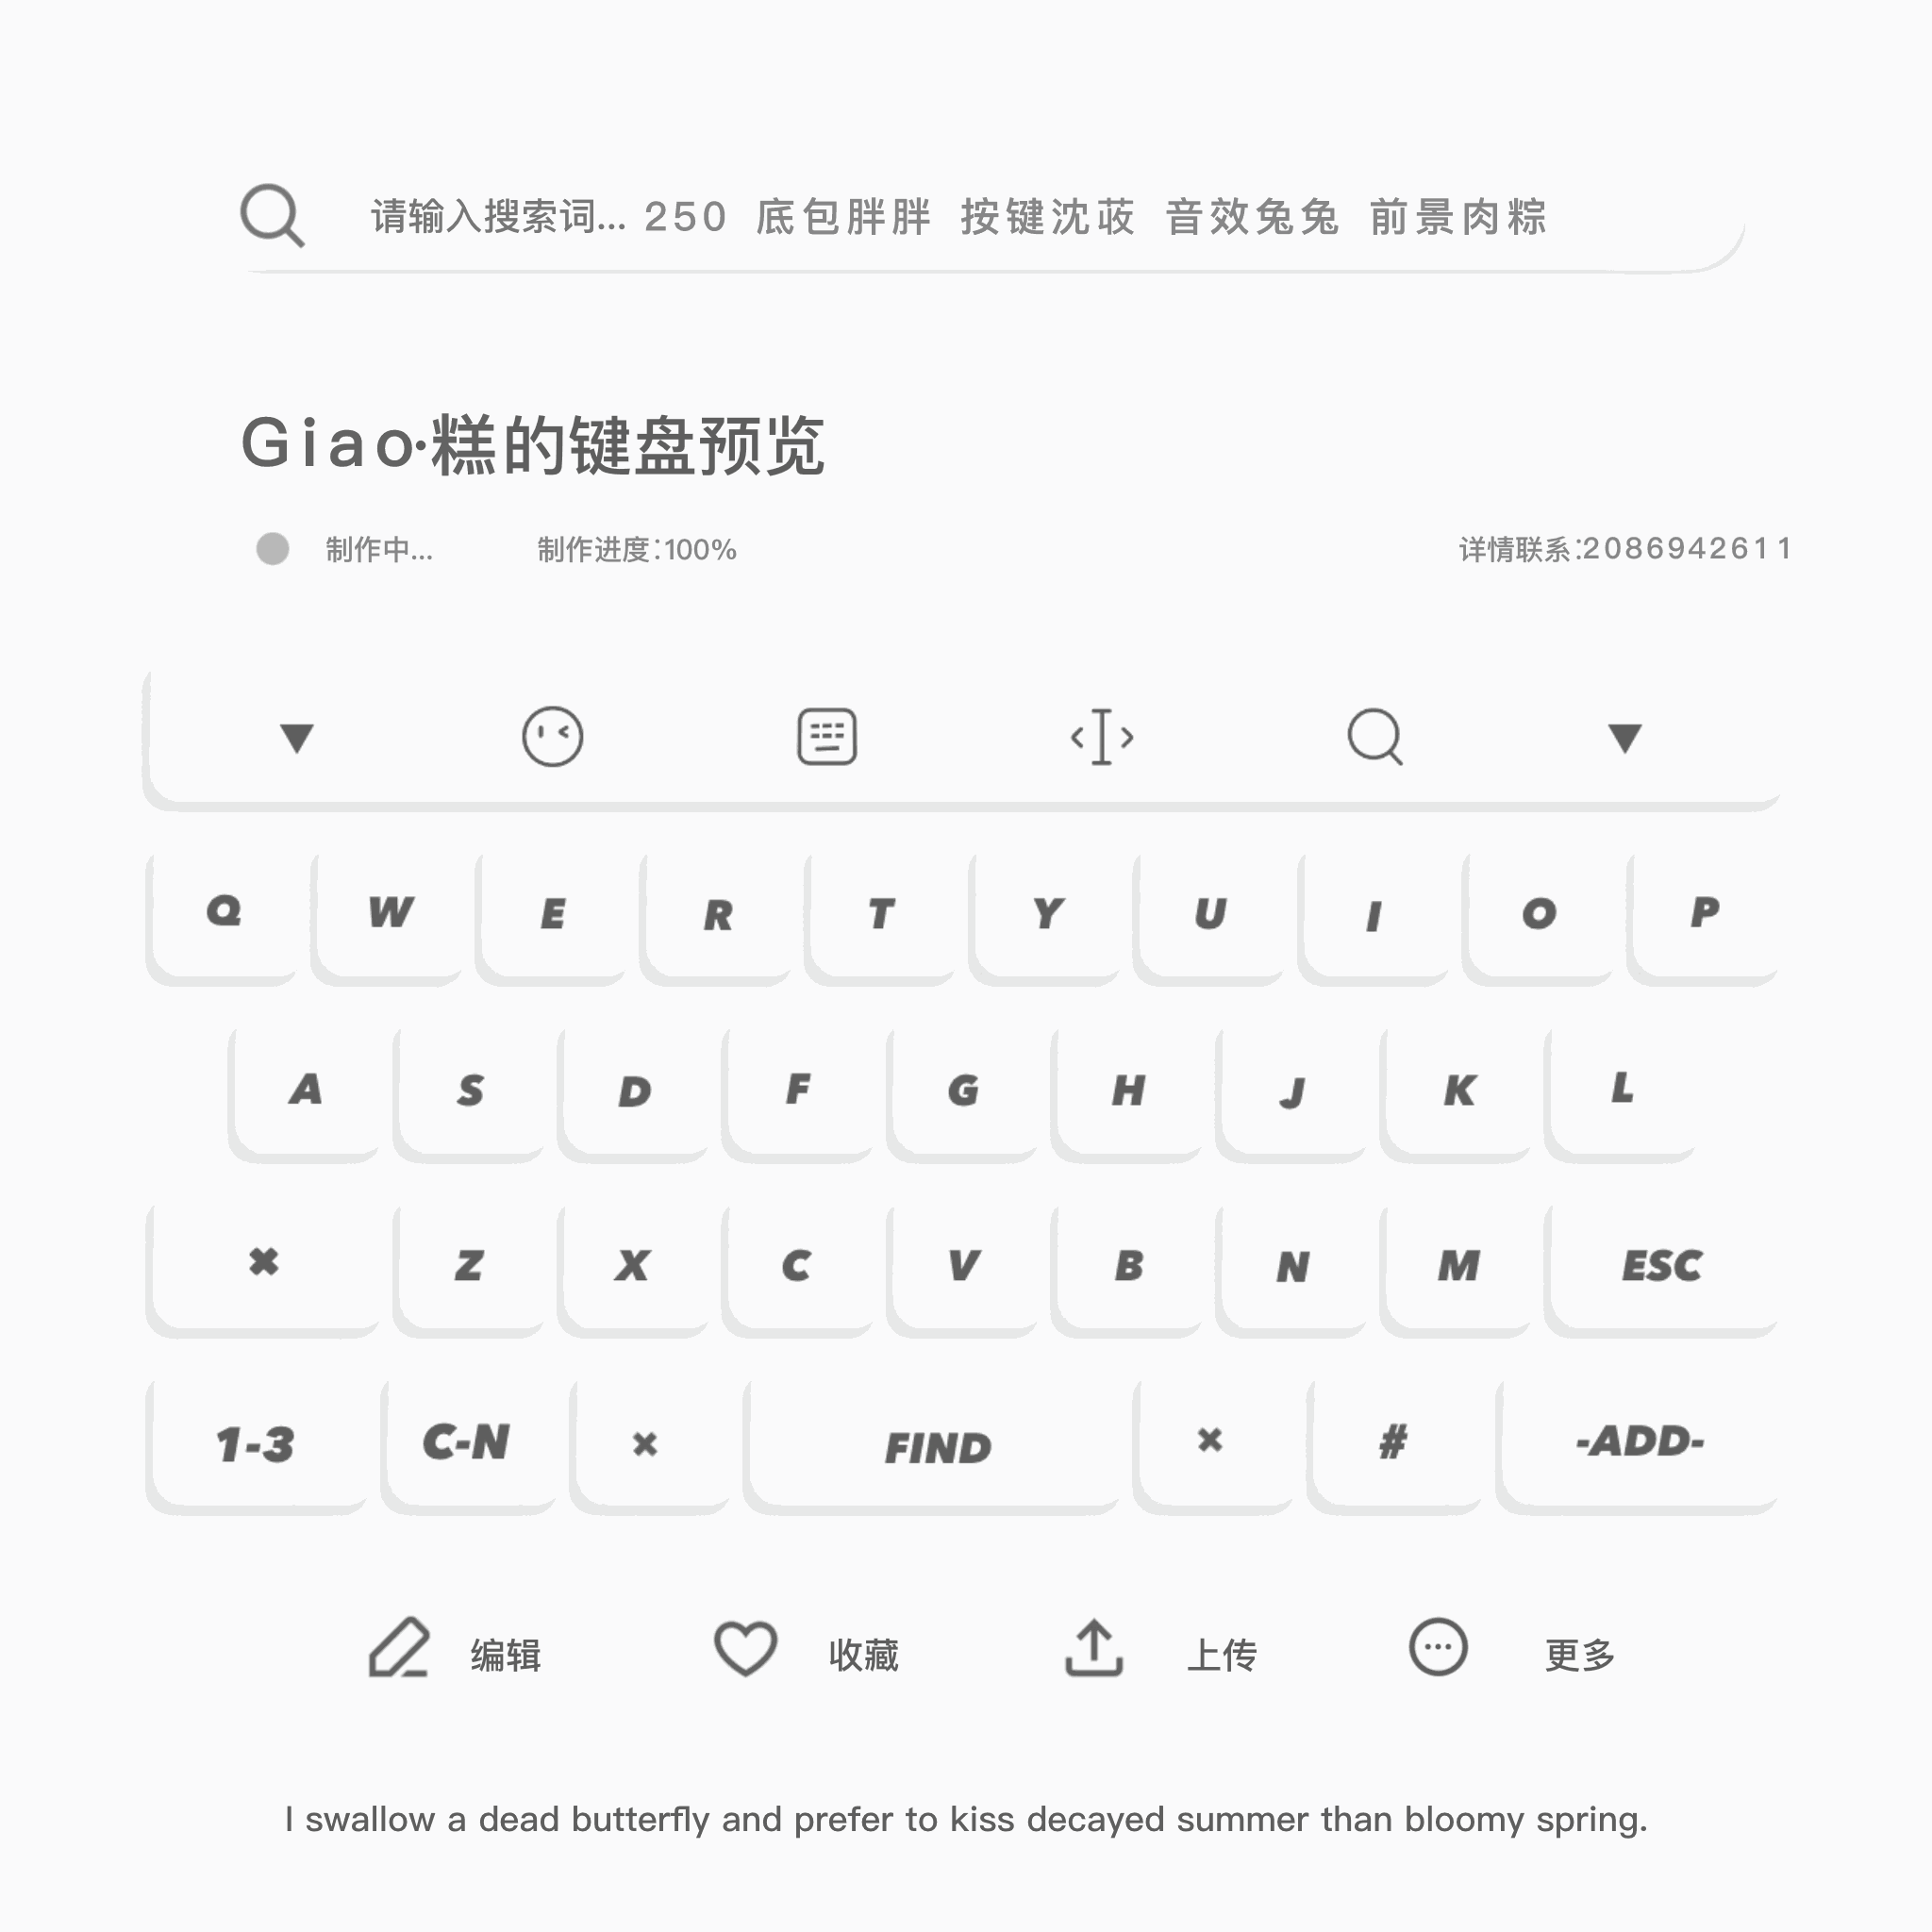 请输入搜索词... 250 底包胖胖 按键沈荍 音效兔兔 前景肉粽
Giao·糕的键盘预览
制作中... 制作进度:100% 详情联系:2086942611
Q W E R T Y U I O P
A S D F G H J K L
Z X C V B N M ESC
1-3 C-N × FIND × # -ADD-
编辑 收藏 上传 更多
I swallow a dead butterfly and prefer to kiss decayed summer than bloomy spring.